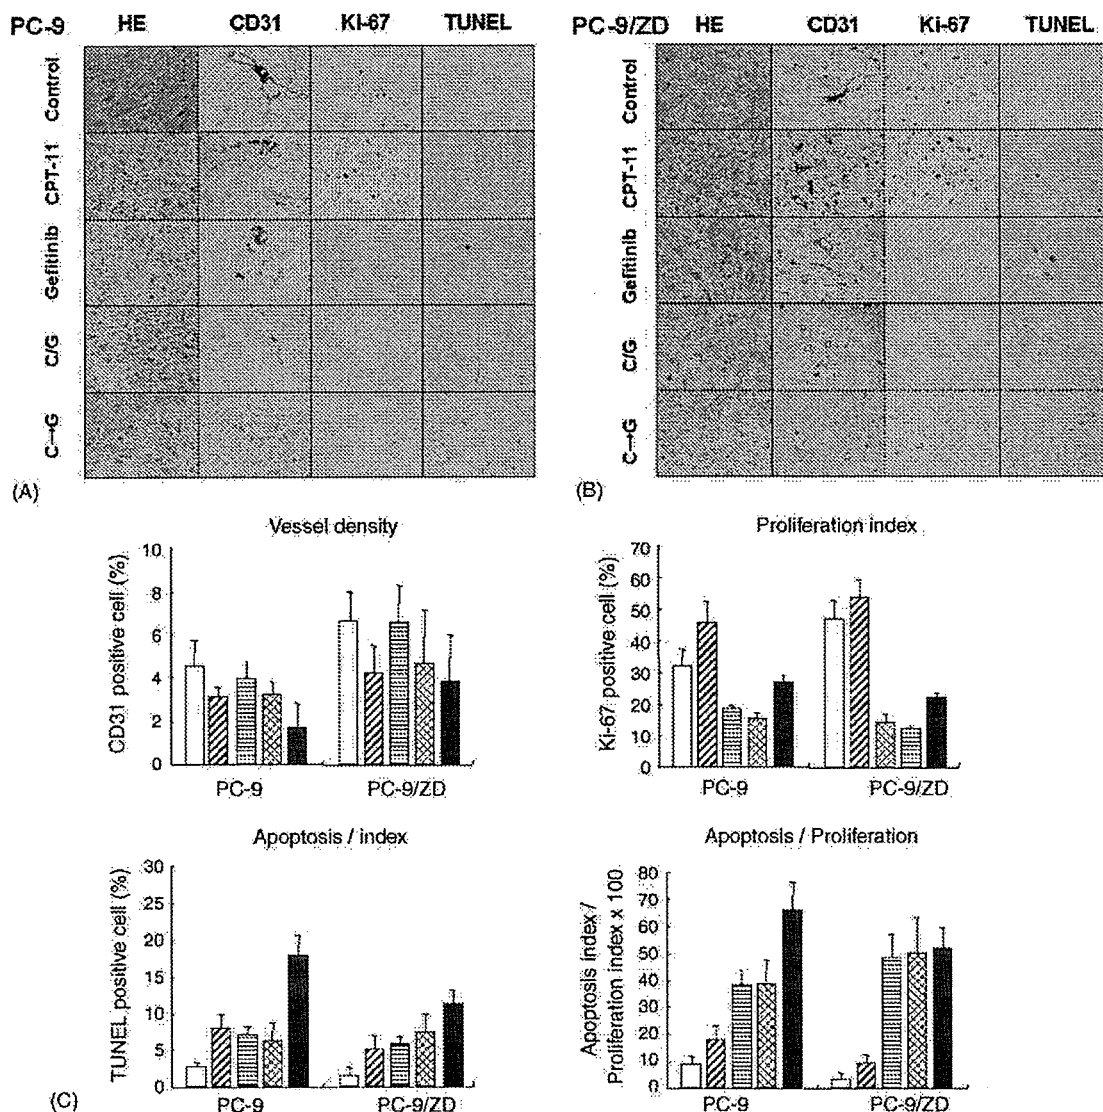 PC-9 HE CD31 Ki-67 TUNEL
Control
CPT-11
Gefitinib
C/G
C→G
(A)
PC-9/ZD HE CD31 Ki-67 TUNEL
Control
CPT-11
Gefitinib
C/G
C→G
(B)
Vessel density
CD31 positive cell (%)
10
8
6
4
2
0
PC-9 PC-9/ZD
Proliferation index
Ki-67 positive cell (%)
70
60
50
40
30
20
10
0
PC-9 PC-9/ZD
Apoptosis / index
TUNEL positive cell (%)
30
25
20
15
10
5
0
PC-9 PC-9/ZD
(C)
Apoptosis / Proliferation
Apoptosis index /
Proliferation index x 100
80
70
60
50
40
30
20
10
0
PC-9 PC-9/ZD